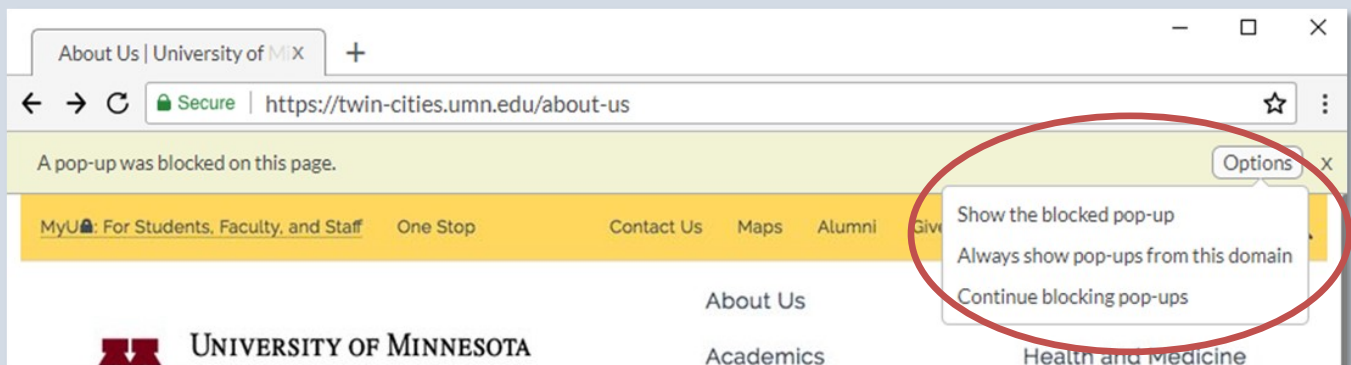 About Us | University of Mi X +
Secure | https://twin-cities.umn.edu/about-us
A pop-up was blocked on this page. Options x
MyU: For Students, Faculty, and Staff One Stop Contact Us Maps Alumni Give
Show the blocked pop-up
Always show pop-ups from this domain
Continue blocking pop-ups
About Us
UNIVERSITY OF MINNESOTA
Academics Health and Medicine